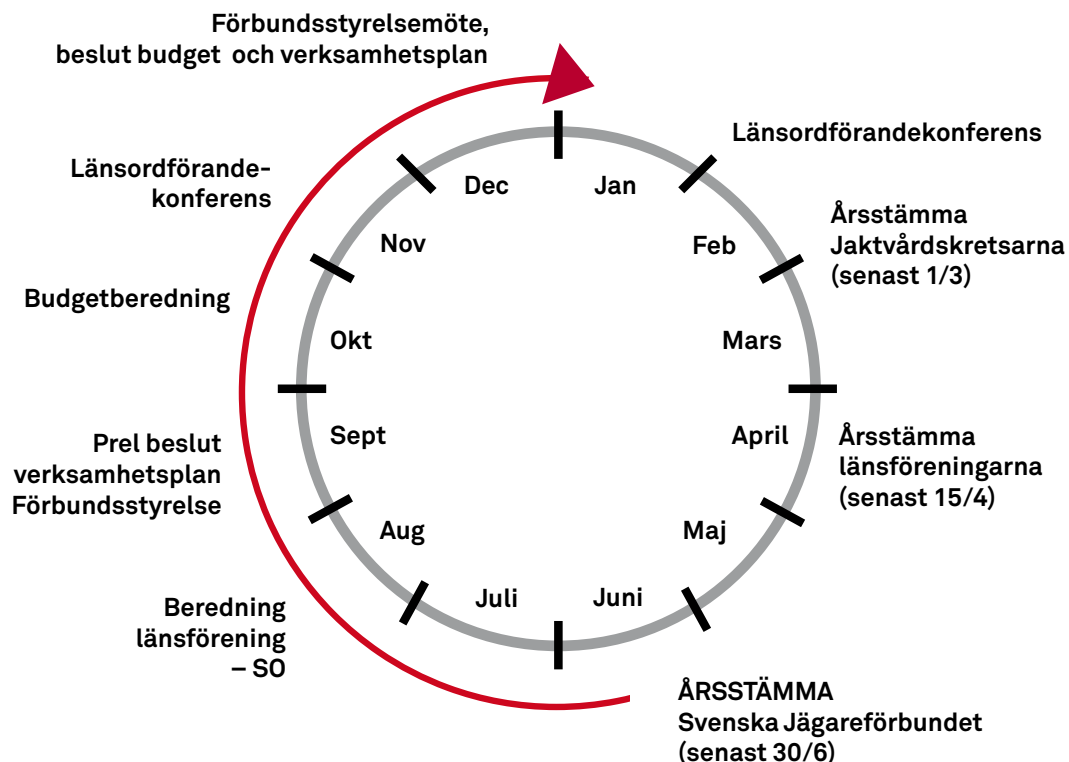 Förbundsstyrelsemöte,
beslut budget och verksamhetsplan
Länsordförandekonferens
Årsstämma
Jaktvårdskretsarna
(senast 1/3)
Årsstämma
länsföreningarna
(senast 15/4)
ÅRSSTÄMMA
Svenska Jägareförbundet
(senast 30/6)
Beredning
länsförening
– SO
Prel beslut
verksamhetsplan
Förbundsstyrelse
Budgetberedning
Länsordförande-
konferens
Jan
Feb
Mars
April
Maj
Juni
Juli
Aug
Sept
Okt
Nov
Dec